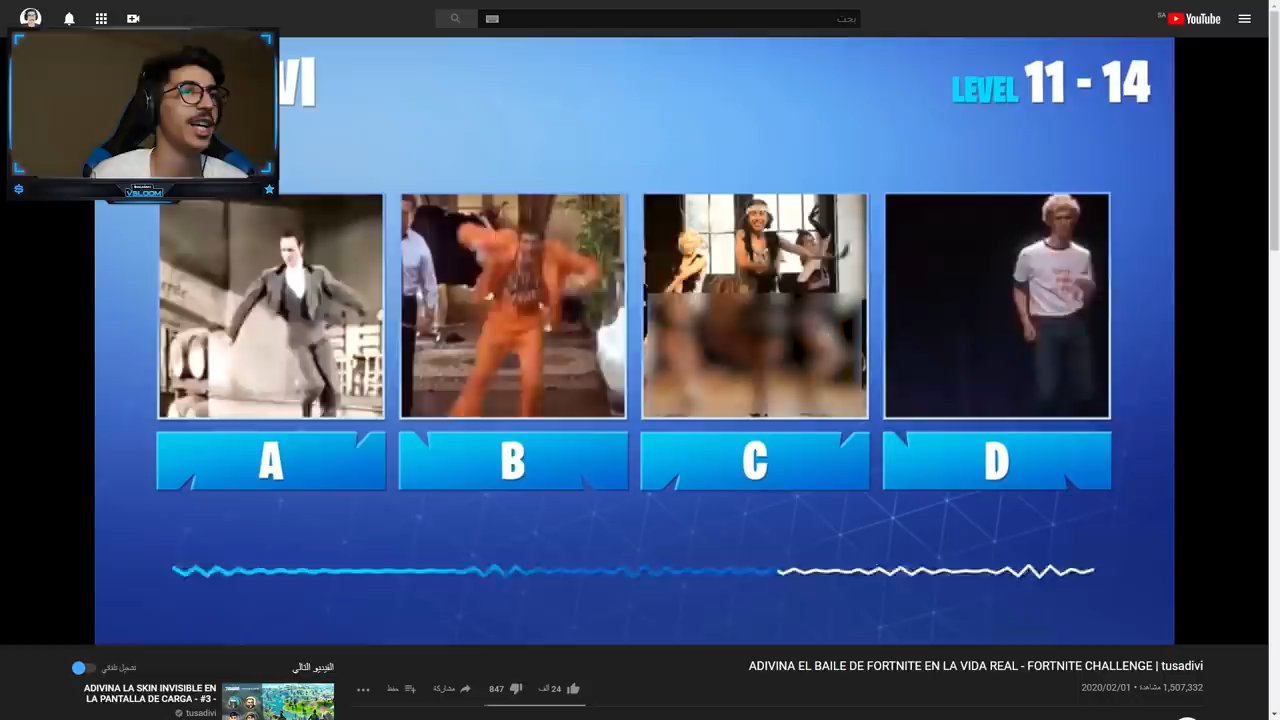 بحث
SA YouTube
VI
LEVEL 11 - 14
VSLOOM
A
B
C
D
ADIVINA EL BAILE DE FORTNITE EN LA VIDA REAL - FORTNITE CHALLENGE | tusadivi
1,507,332 مشاهدة • 2020/02/01
24 ألف
847
مشاركة
حفظ
الفيديو التالي
تشغيل تلقائي
ADIVINA LA SKIN INVISIBLE EN
LA PANTALLA DE CARGA - #3 -
tusadivi